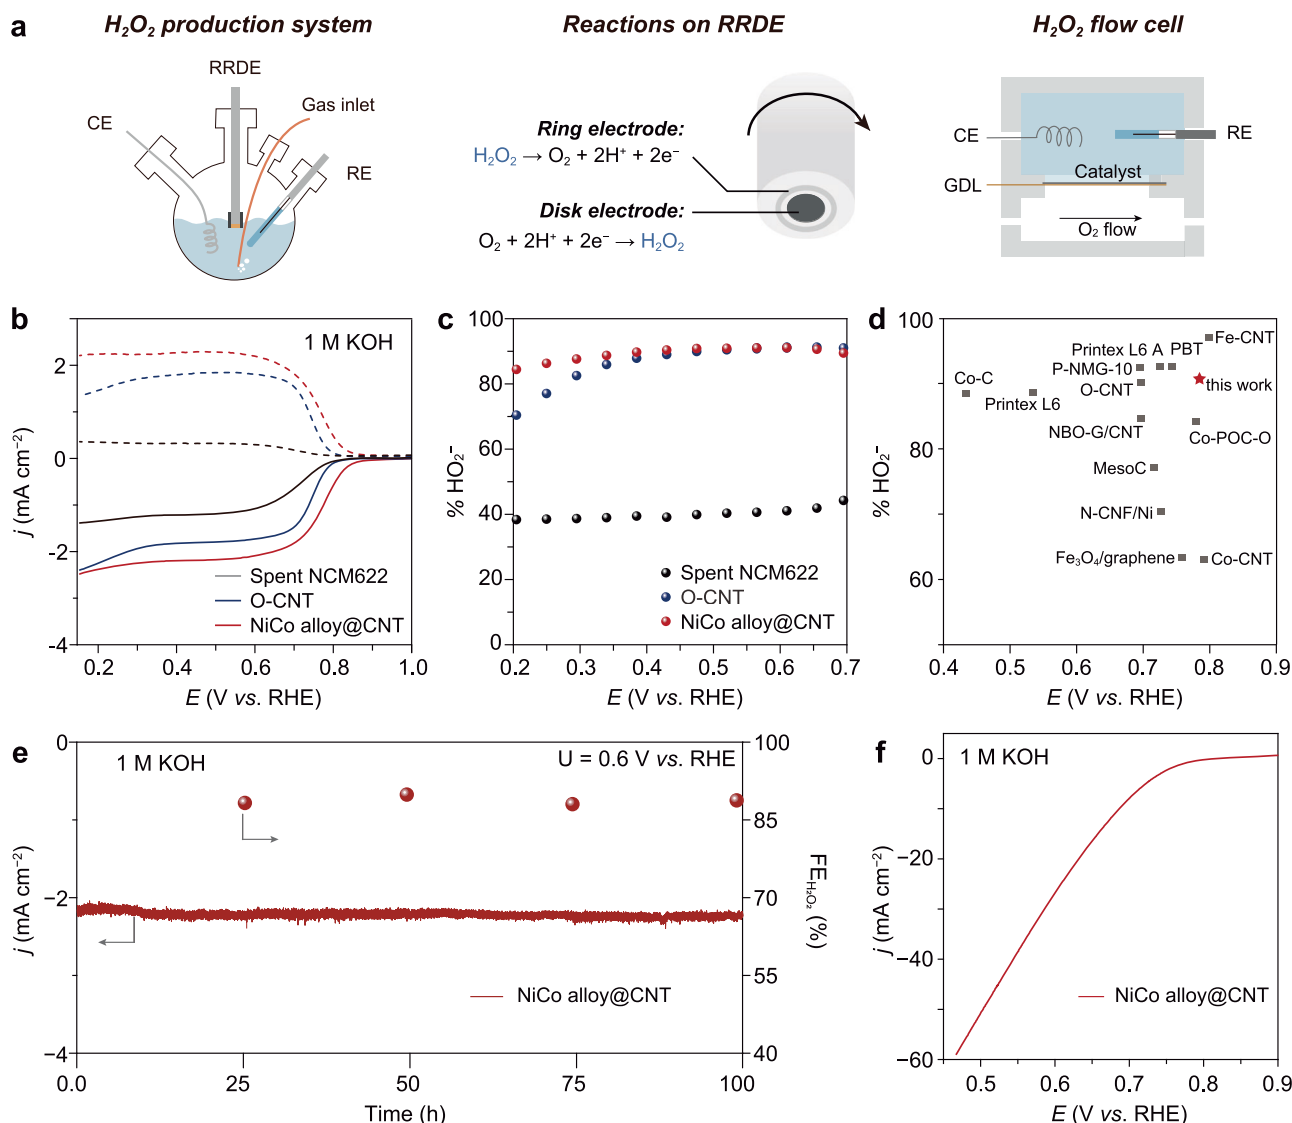 a
H₂O₂ production system
Reactions on RRDE
H₂O₂ flow cell
RRDE
Gas inlet
CE
RE
Ring electrode:
H₂O₂ → O₂ + 2H⁺ + 2e⁻
Disk electrode:
O₂ + 2H⁺ + 2e⁻ → H₂O₂
CE
RE
Catalyst
GDL
O₂ flow
b
1 M KOH
2
0
-2
-4
j (mA cm⁻²)
Spent NCM622
O-CNT
NiCo alloy@CNT
0.2
0.4
0.6
0.8
1.0
E (V vs. RHE)
c
100
80
60
40
20
0
% HO₂⁻
Spent NCM622
O-CNT
NiCo alloy@CNT
0.2
0.3
0.4
0.5
0.6
0.7
E (V vs. RHE)
d
100
80
60
% HO₂⁻
Fe-CNT
Printex L6 A
PBT
P-NMG-10
this work
Co-C
O-CNT
Printex L6
NBO-G/CNT
Co-POC-O
MesoC
N-CNF/Ni
Fe₃O₄/graphene
Co-CNT
0.4
0.5
0.6
0.7
0.8
0.9
E (V vs. RHE)
e
1 M KOH
U = 0.6 V vs. RHE
0
−2
−4
j (mA cm⁻²)
100
85
70
67
65
55
40
FE_H₂O₂ (%)
NiCo alloy@CNT
0.0
25
50
75
100
Time (h)
f
1 M KOH
0
−20
−40
−60
j (mA cm⁻²)
NiCo alloy@CNT
0.5
0.6
0.7
0.8
0.9
E (V vs. RHE)